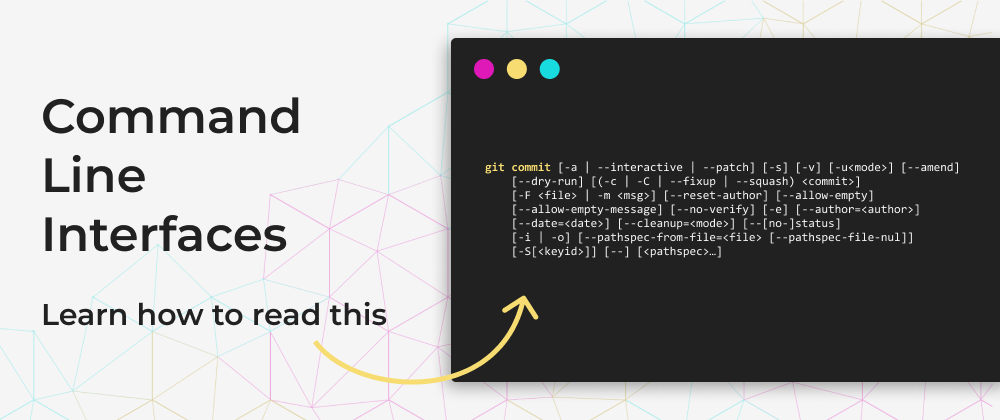 Command
Line
Interfaces
Learn how to read this
git commit [-a | --interactive | --patch] [-s] [-v] [-u<mode>] [--amend]
[--dry-run] [(-c | -C | --fixup | --squash) <commit>]
[-F <file> | -m <msg>] [--reset-author] [--allow-empty]
[--allow-empty-message] [--no-verify] [-e] [--author=<author>]
[--date=<date>] [--cleanup=<mode>] [--[no-]status]
[-i | -o] [--pathspec-from-file=<file> [--pathspec-file-nul]]
[-S[<keyid>]] [--] [<pathspec>…]